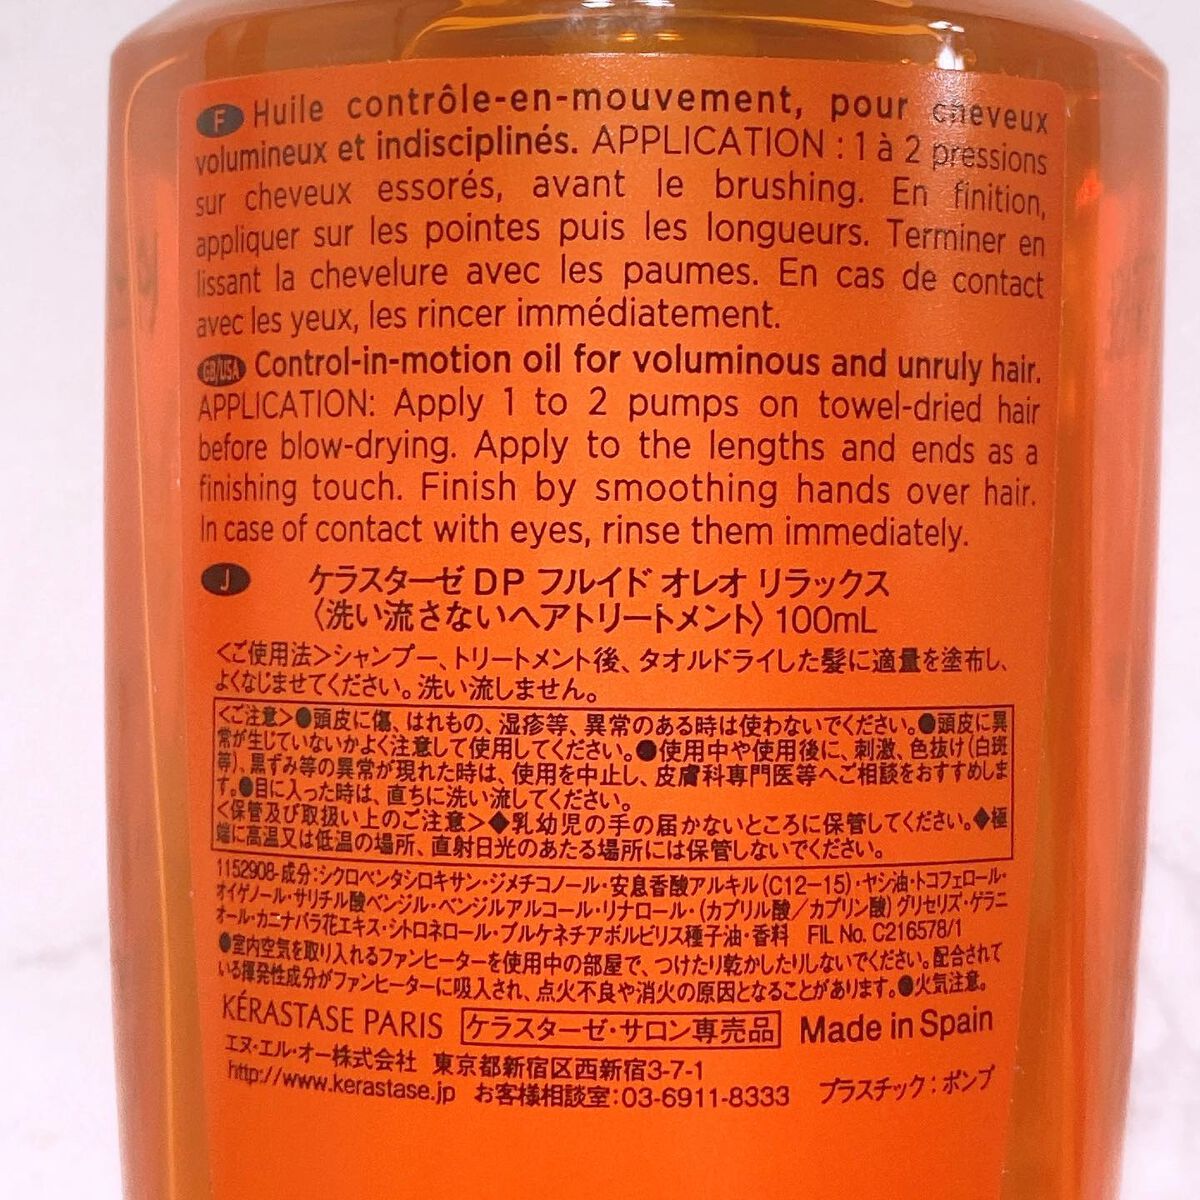 F Huile contrôle-en-mouvement, pour cheveux
volumineux et indisciplinés. APPLICATION : 1 à 2 pressions
sur cheveux essorés, avant le brushing. En finition,
appliquer sur les pointes puis les longueurs. Terminer en
lissant la chevelure avec les paumes. En cas de contact
avec les yeux, les rincer immédiatement.
GB/USA Control-in-motion oil for voluminous and unruly hair.
APPLICATION: Apply 1 to 2 pumps on towel-dried hair
before blow-drying. Apply to the lengths and ends as a
finishing touch. Finish by smoothing hands over hair.
In case of contact with eyes, rinse them immediately.
J ケラスターゼ DP フルイド オレオ リラックス
〈洗い流さないヘアトリートメント〉 100mL
＜ご使用法＞シャンプー、トリートメント後、タオルドライした髪に適量を塗布し、
よくなじませてください。洗い流しません。
＜ご注意＞●頭皮に傷、はれもの、湿疹等、異常のある時は使わないでください。●頭皮に異
常が生じていないかよく注意して使用してください。●使用中や使用後に、刺激、色抜け(白斑
等)、黒ずみ等の異常が現れた時は、使用を中止し、皮膚科専門医等へご相談をおすすめしま
す。●目に入った時は、直ちに洗い流してください。
＜保管及び取扱い上のご注意＞◆乳幼児の手の届かないところに保管してください。◆極
端に高温又は低温の場所、直射日光のあたる場所には保管しないでください。
1152908-成分:シクロペンタシロキサン・ジメチコノール・安息香酸アルキル(C12-15)・ヤシ油・トコフェロール・
オイゲノール・サリチル酸ベンジル・ベンジルアルコール・リナロール・(カプリル酸／カプリン酸)グリセリズ・ゲラニ
オール・カニナバラ花エキス・シトロネロール・プルケネチアボルビリス種子油・香料 FIL No. C216578/1
●室内空気を取り入れるファンヒーターを使用中の部屋で、つけたり乾かしたりしないでください。配合されて
いる揮発性成分がファンヒーターに吸入され、点火不良や消火の原因となることがあります。●火気注意。
KÉRASTASE PARIS ケラスターゼ・サロン専売品 Made in Spain
エヌ・エル・オー株式会社 東京都新宿区西新宿3-7-1
http://www.kerastase.jp お客様相談室:03-6911-8333 プラスチック:ポンプ